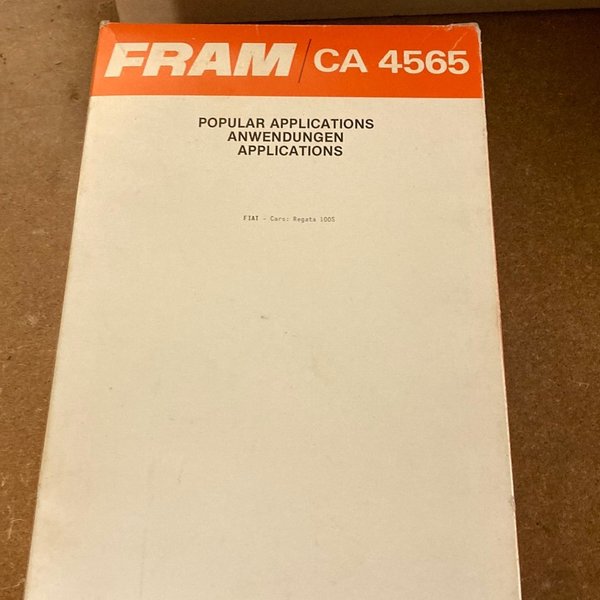 FRAM / CA 4565
POPULAR APPLICATIONS
ANWENDUNGEN
APPLICATIONS
FIAT - Cars: Regata 100S